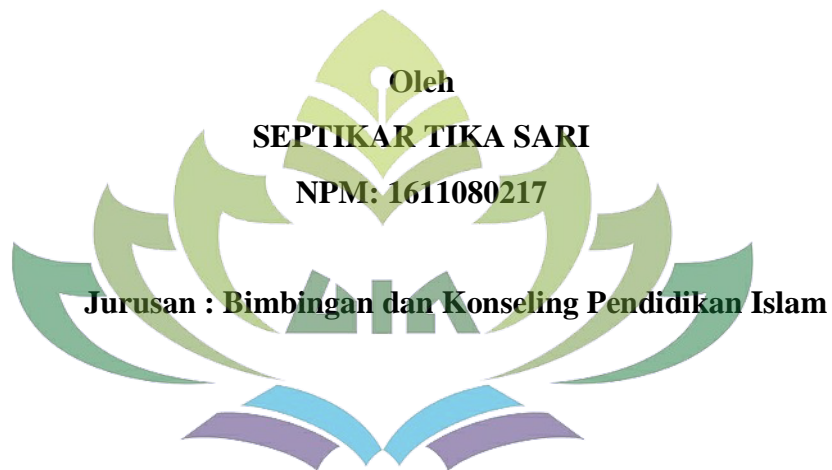 Oleh
SEPTIKAR TIKA SARI
NPM: 1611080217
Jurusan : Bimbingan dan Konseling Pendidikan Islam